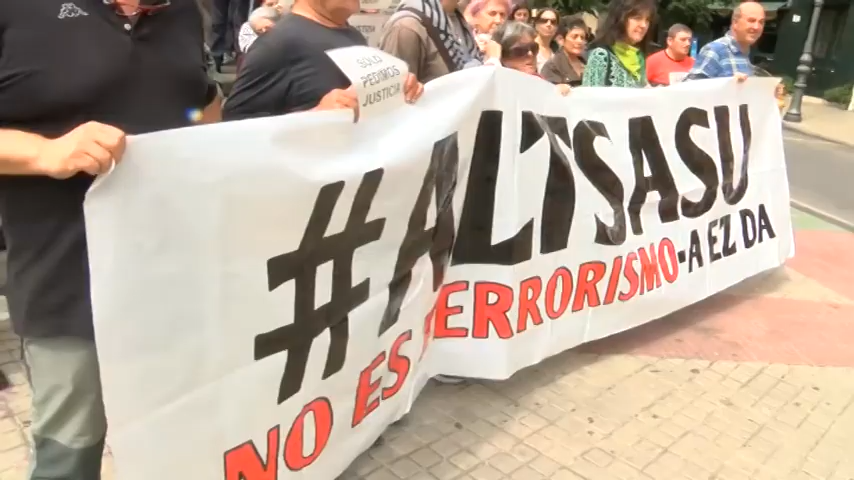 SOLO
PEDIMOS
JUSTICIA
#ALTSASU
NO ES TERRORISMO-A EZ DA